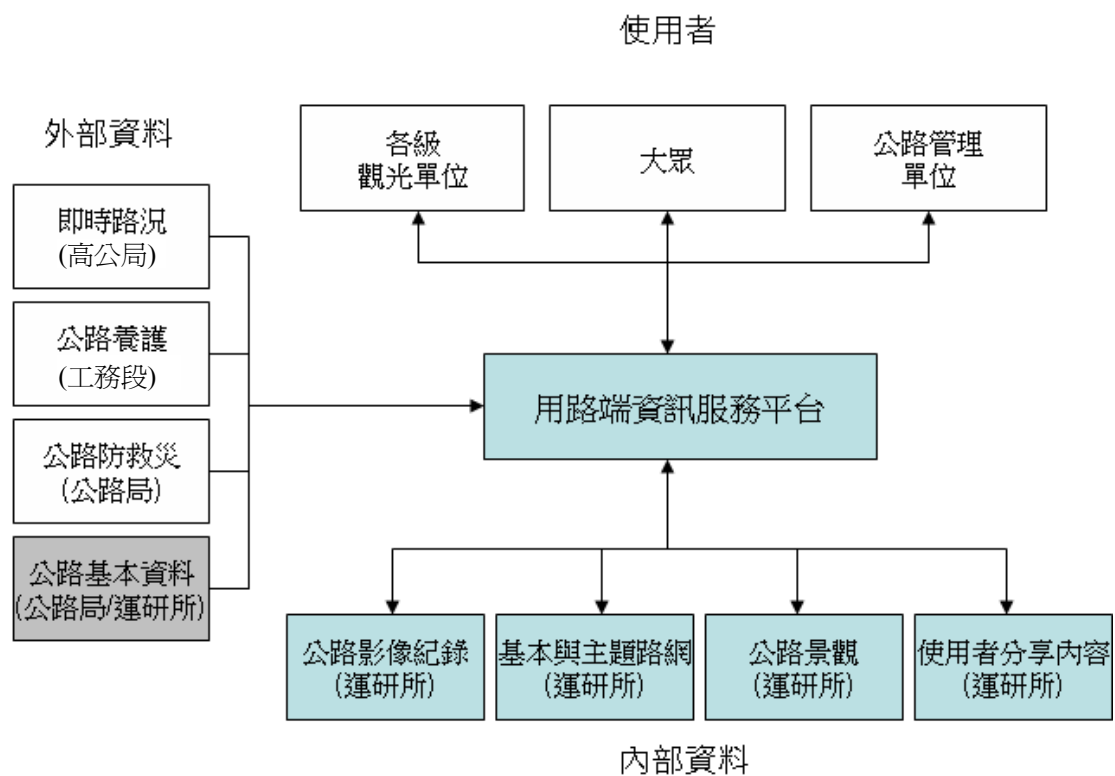 使用者
外部資料
各級
觀光單位
大眾
公路管理
單位
即時路況
(高公局)
公路養護
(工務段)
公路防救災
(公路局)
公路基本資料
(公路局/運研所)
用路端資訊服務平台
公路影像紀錄
(運研所)
基本與主題路網
(運研所)
公路景觀
(運研所)
使用者分享內容
(運研所)
內部資料